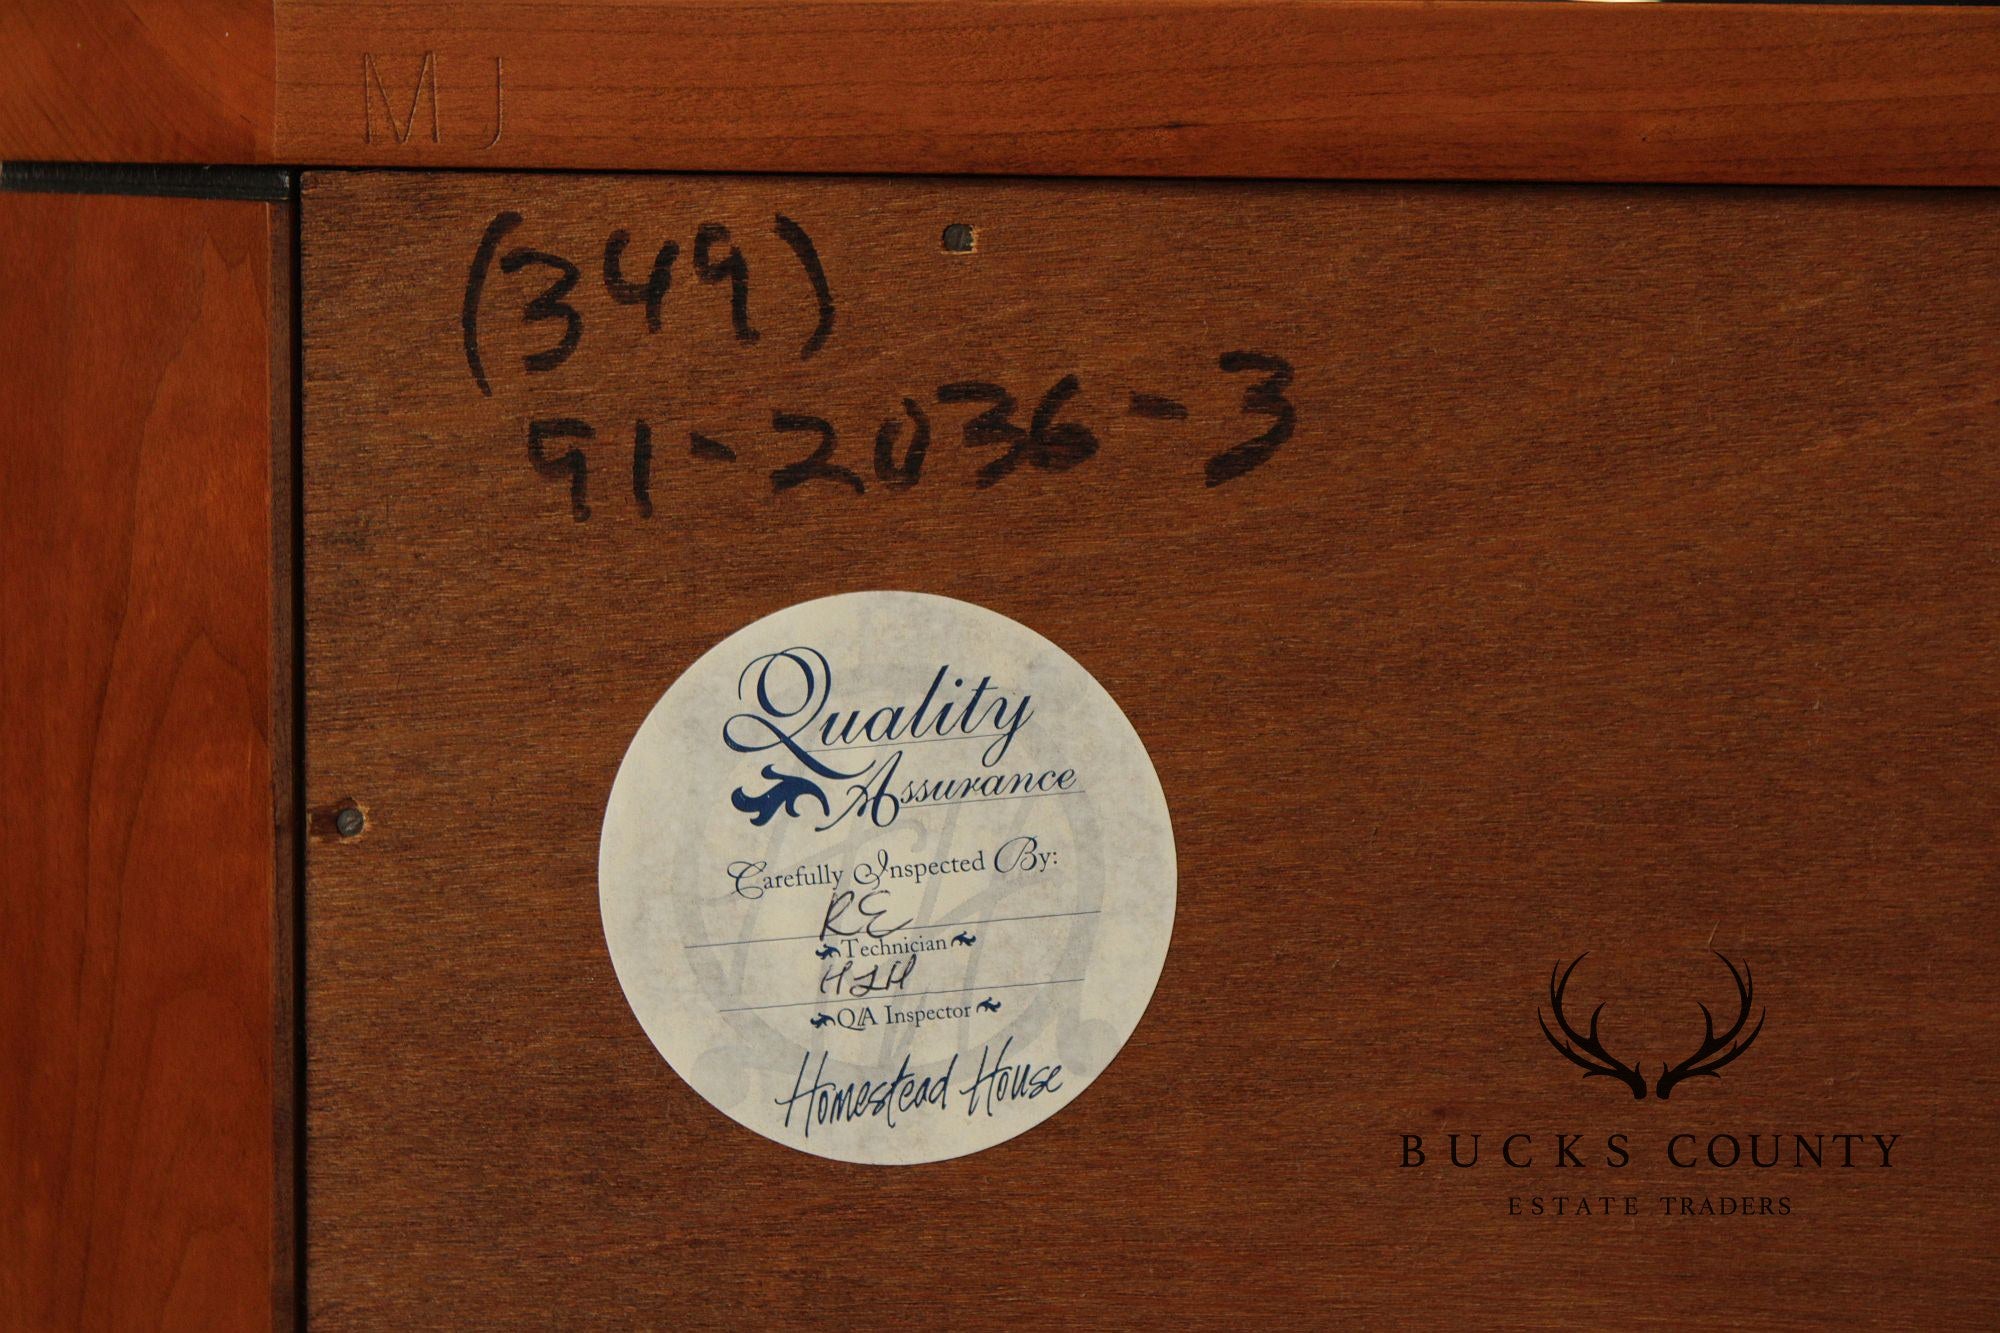 MJ
(349)
91-2036-3
Quality
Assurance
Carefully Inspected By:
RE
Technician
HJH
Q/A Inspector
Homestead House
BUCKS COUNTY
ESTATE TRADERS